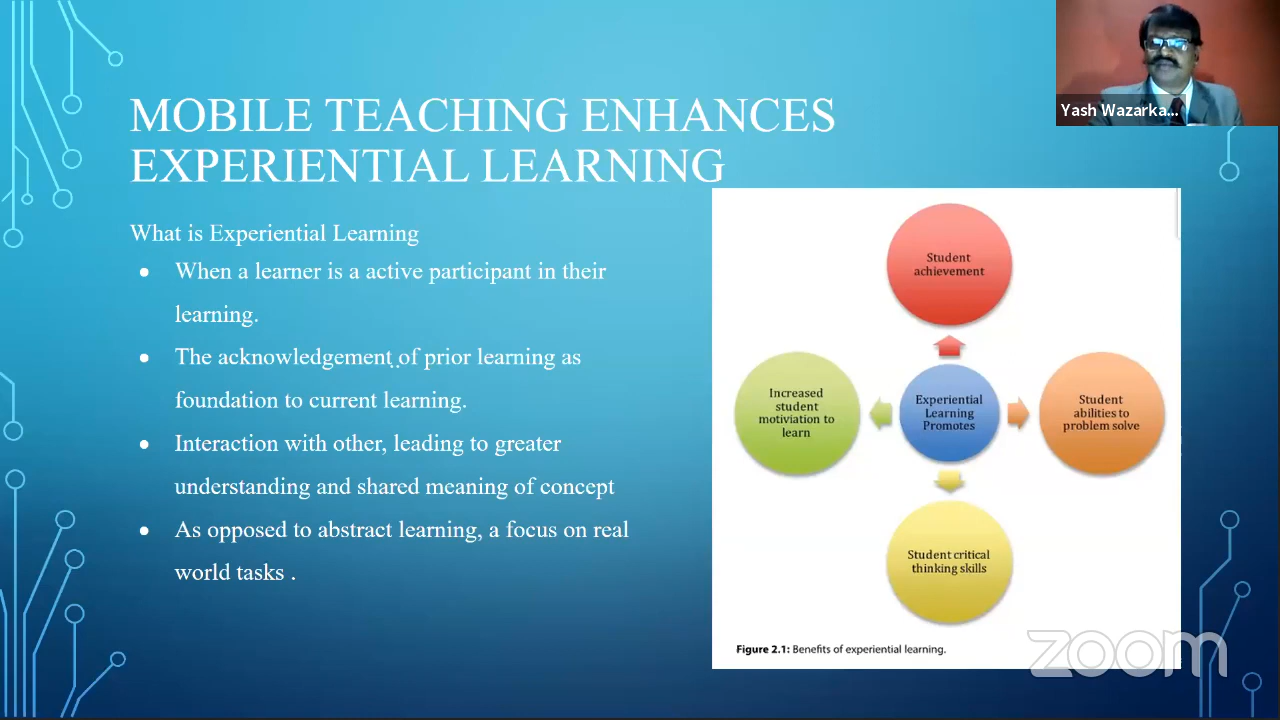 MOBILE TEACHING ENHANCES
EXPERIENTIAL LEARNING
Yash Wazarka...
What is Experiential Learning
● When a learner is a active participant in their
learning.
● The acknowledgement of prior learning as
foundation to current learning.
● Interaction with other, leading to greater
understanding and shared meaning of concept
● As opposed to abstract learning, a focus on real
world tasks .
Student
achievement
Increased
student
motiviation to
learn
Experiential
Learning
Promotes
Student
abilities to
problem solve
Student critical
thinking skills
Figure 2.1: Benefits of experiential learning.
zoom